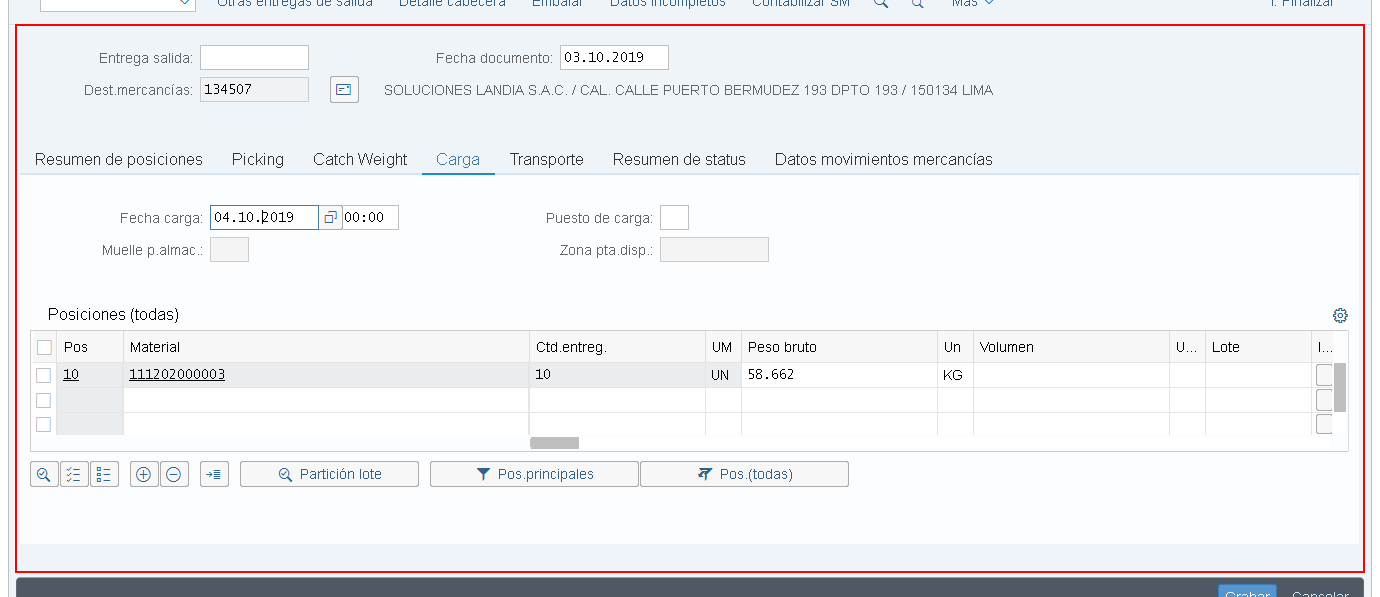 Otras entregas de salida Detalle cabecera Embalar Datos incompletos Contabilizar SM Más T. Finalizar
Entrega salida: Fecha documento: 03.10.2019
Dest.mercancías: 134507 SOLUCIONES LANDIA S.A.C. / CAL. CALLE PUERTO BERMUDEZ 193 DPTO 193 / 150134 LIMA
Resumen de posiciones Picking Catch Weight Carga Transporte Resumen de status Datos movimientos mercancías
Fecha carga: 04.10.2019 00:00 Puesto de carga:
Muelle p.almac.: Zona pta.disp.:
Posiciones (todas)
Pos Material Ctd.entreg. UM Peso bruto Un Volumen U... Lote I...
10 111202000003 10 UN 58.662 KG
Partición lote Pos.principales Pos.(todas)
Grabar Cancelar